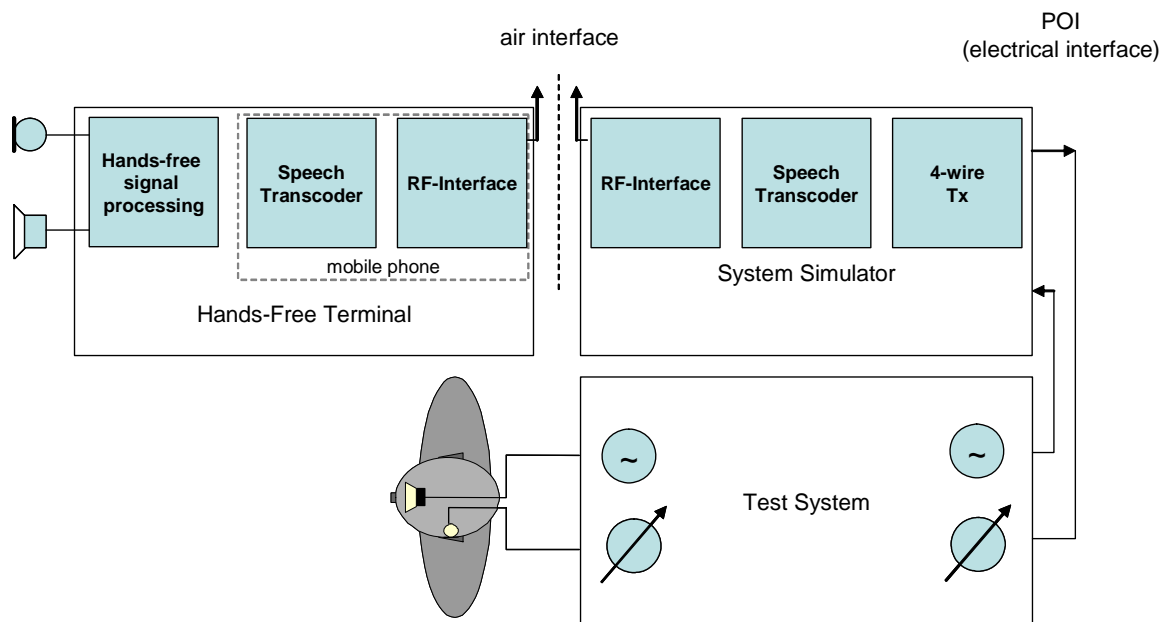 POI
(electrical interface)
air interface
Hands-free
signal
processing
Speech
Transcoder
RF-Interface
mobile phone
Hands-Free Terminal
RF-Interface
Speech
Transcoder
4-wire
Tx
System Simulator
~
~
Test System